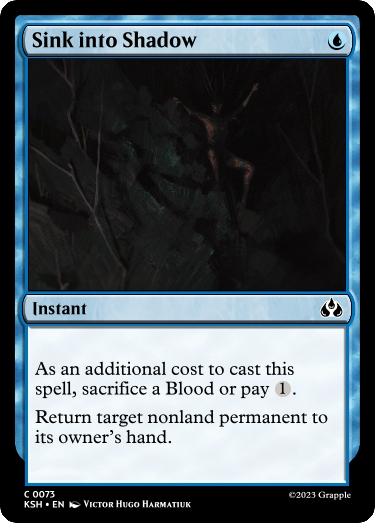 Sink into Shadow
Instant
As an additional cost to cast this
spell, sacrifice a Blood or pay 1.
Return target nonland permanent to
its owner's hand.
C 0073
KSH • EN VICTOR HUGO HARMATIUK
©2023 Grapple